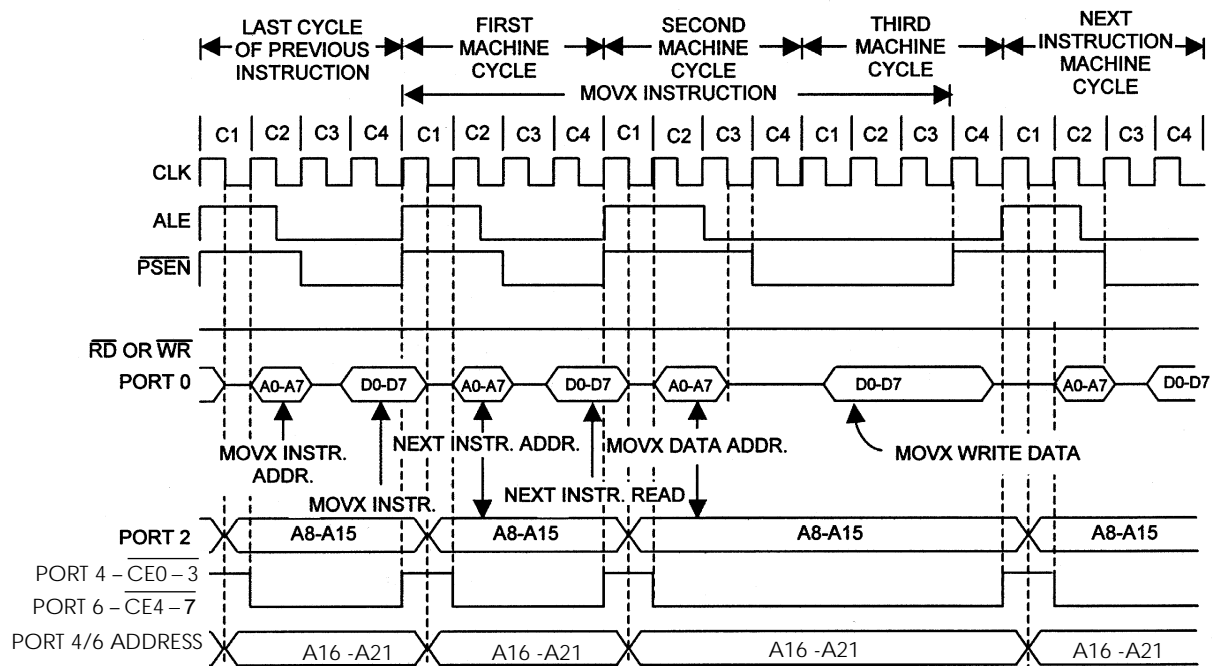 LAST CYCLE OF PREVIOUS INSTRUCTION
FIRST MACHINE CYCLE
SECOND MACHINE CYCLE
THIRD MACHINE CYCLE
NEXT INSTRUCTION MACHINE CYCLE
MOVX INSTRUCTION
C1 C2 C3 C4 C1 C2 C3 C4 C1 C2 C3 C4 C1 C2 C3 C4 C1 C2 C3 C4
CLK
ALE
PSEN
RD OR WR
PORT 0 A0-A7 D0-D7 A0-A7 D0-D7 A0-A7 D0-D7 A0-A7 D0-D7
MOVX INSTR. ADDR.
MOVX INSTR.
NEXT INSTR. ADDR.
NEXT INSTR. READ
MOVX DATA ADDR.
MOVX WRITE DATA
PORT 2 A8-A15 A8-A15 A8-A15 A8-A15
PORT 4 – CE0 – 3
PORT 6 – CE4 – 7
PORT 4/6 ADDRESS A16 -A21 A16 -A21 A16 -A21 A16 -A21